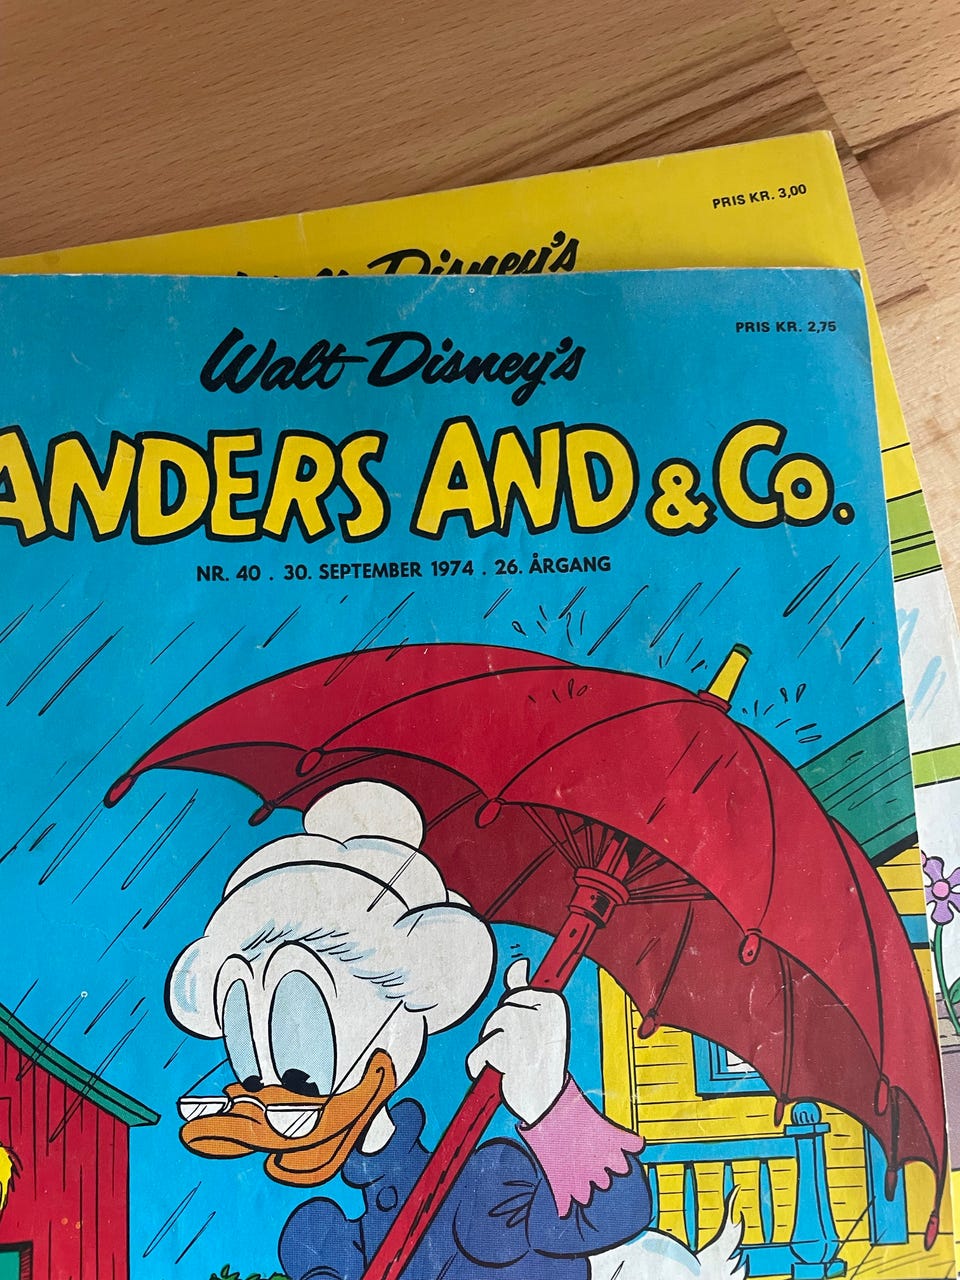 PRIS KR. 3,00
Disney's
PRIS KR. 2,75
Walt Disney's
ANDERS AND & Co.
NR. 40 . 30. SEPTEMBER 1974 . 26. ÅRGANG